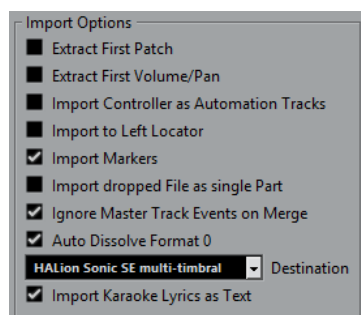 Import Options
Extract First Patch
Extract First Volume/Pan
Import Controller as Automation Tracks
Import to Left Locator
Import Markers
Import dropped File as single Part
Ignore Master Track Events on Merge
Auto Dissolve Format 0
HALion Sonic SE multi-timbral Destination
Import Karaoke Lyrics as Text